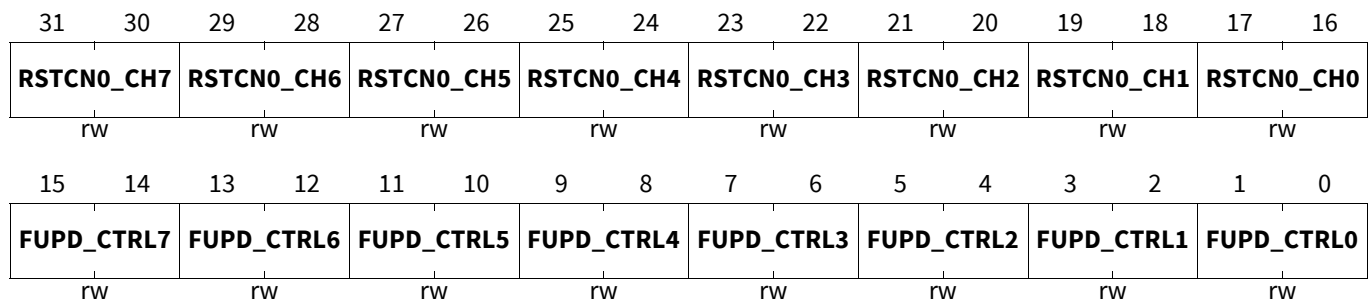 31 30 29 28 27 26 25 24 23 22 21 20 19 18 17 16
RSTCN0_CH7 RSTCN0_CH6 RSTCN0_CH5 RSTCN0_CH4 RSTCN0_CH3 RSTCN0_CH2 RSTCN0_CH1 RSTCN0_CH0
rw rw rw rw rw rw rw rw
15 14 13 12 11 10 9 8 7 6 5 4 3 2 1 0
FUPD_CTRL7 FUPD_CTRL6 FUPD_CTRL5 FUPD_CTRL4 FUPD_CTRL3 FUPD_CTRL2 FUPD_CTRL1 FUPD_CTRL0
rw rw rw rw rw rw rw rw